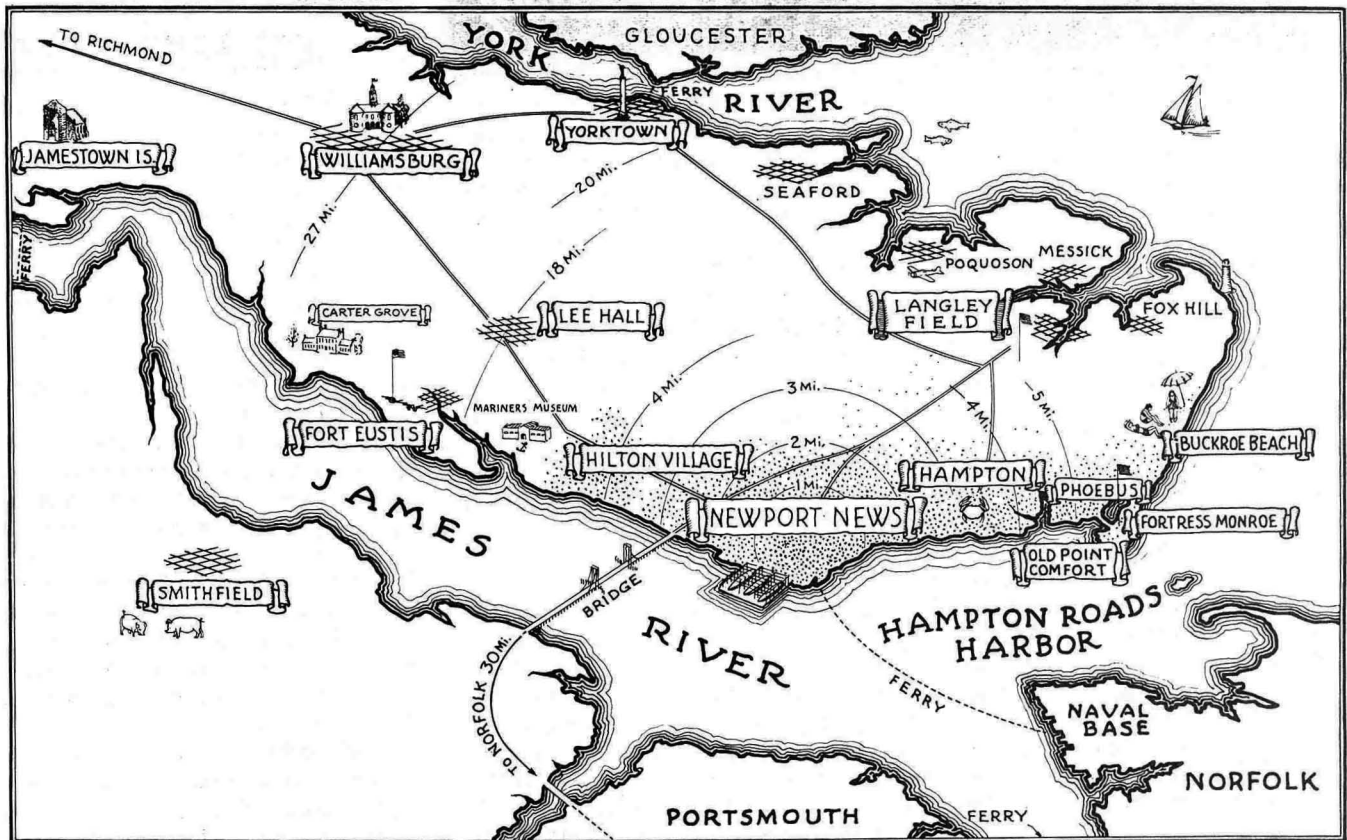 TO RICHMOND
YORK
GLOUCESTER
FERRY
RIVER
JAMESTOWN IS.
WILLIAMSBURG
YORKTOWN
20 Mi.
SEAFORD
27 Mi.
FERRY
18 Mi.
POQUOSON
MESSICK
CARTER GROVE
LEE HALL
LANGLEY
FIELD
FOX HILL
4 Mi.
3 Mi.
4 Mi.
5 Mi.
MARINERS MUSEUM
FORT EUSTIS
HILTON VILLAGE
2 Mi.
BUCKROE BEACH
HAMPTON
1 Mi.
PHOEBUS
JAMES
NEWPORT NEWS
FORTRESS MONROE
OLD POINT
COMFORT
SMITHFIELD
BRIDGE
RIVER
HAMPTON ROADS
HARBOR
TO NORFOLK 30 Mi.
FERRY
NAVAL
BASE
NORFOLK
PORTSMOUTH
FERRY